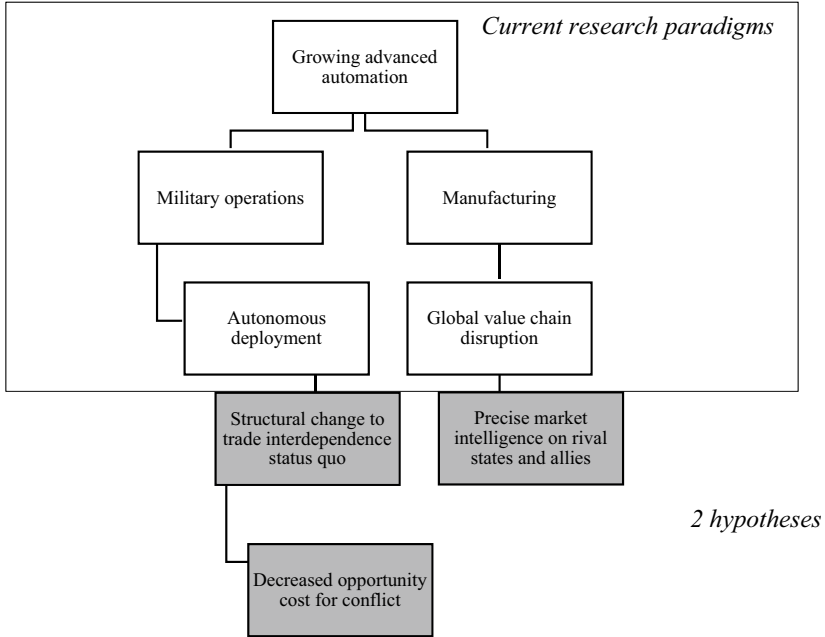 Current research paradigms
Growing advanced
automation
Military operations
Manufacturing
Autonomous
deployment
Global value chain
disruption
Structural change to
trade interdependence
status quo
Precise market
intelligence on rival
states and allies
2 hypotheses
Decreased opportunity
cost for conflict